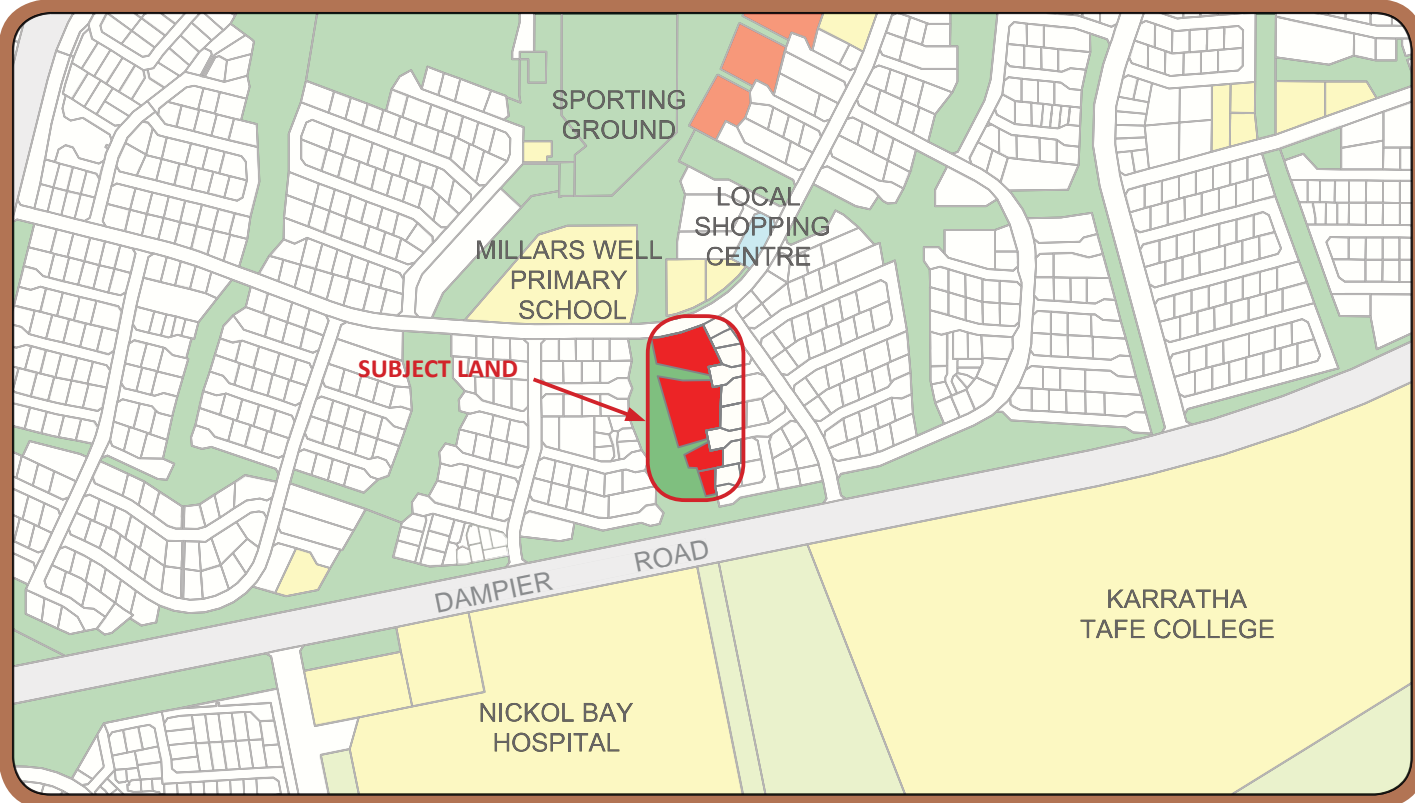 SPORTING
GROUND
LOCAL
SHOPPING
CENTRE
MILLARS WELL
PRIMARY
SCHOOL
SUBJECT LAND
DAMPIER ROAD
KARRATHA
TAFE COLLEGE
NICKOL BAY
HOSPITAL